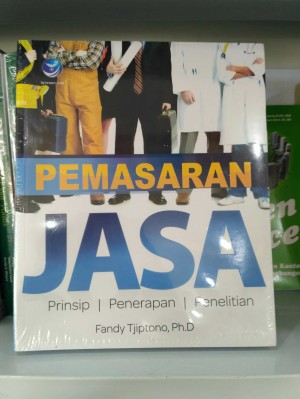 PEMASARAN
JASA
Prinsip | Penerapan | Penelitian
Fandy Tjiptono, Ph.D